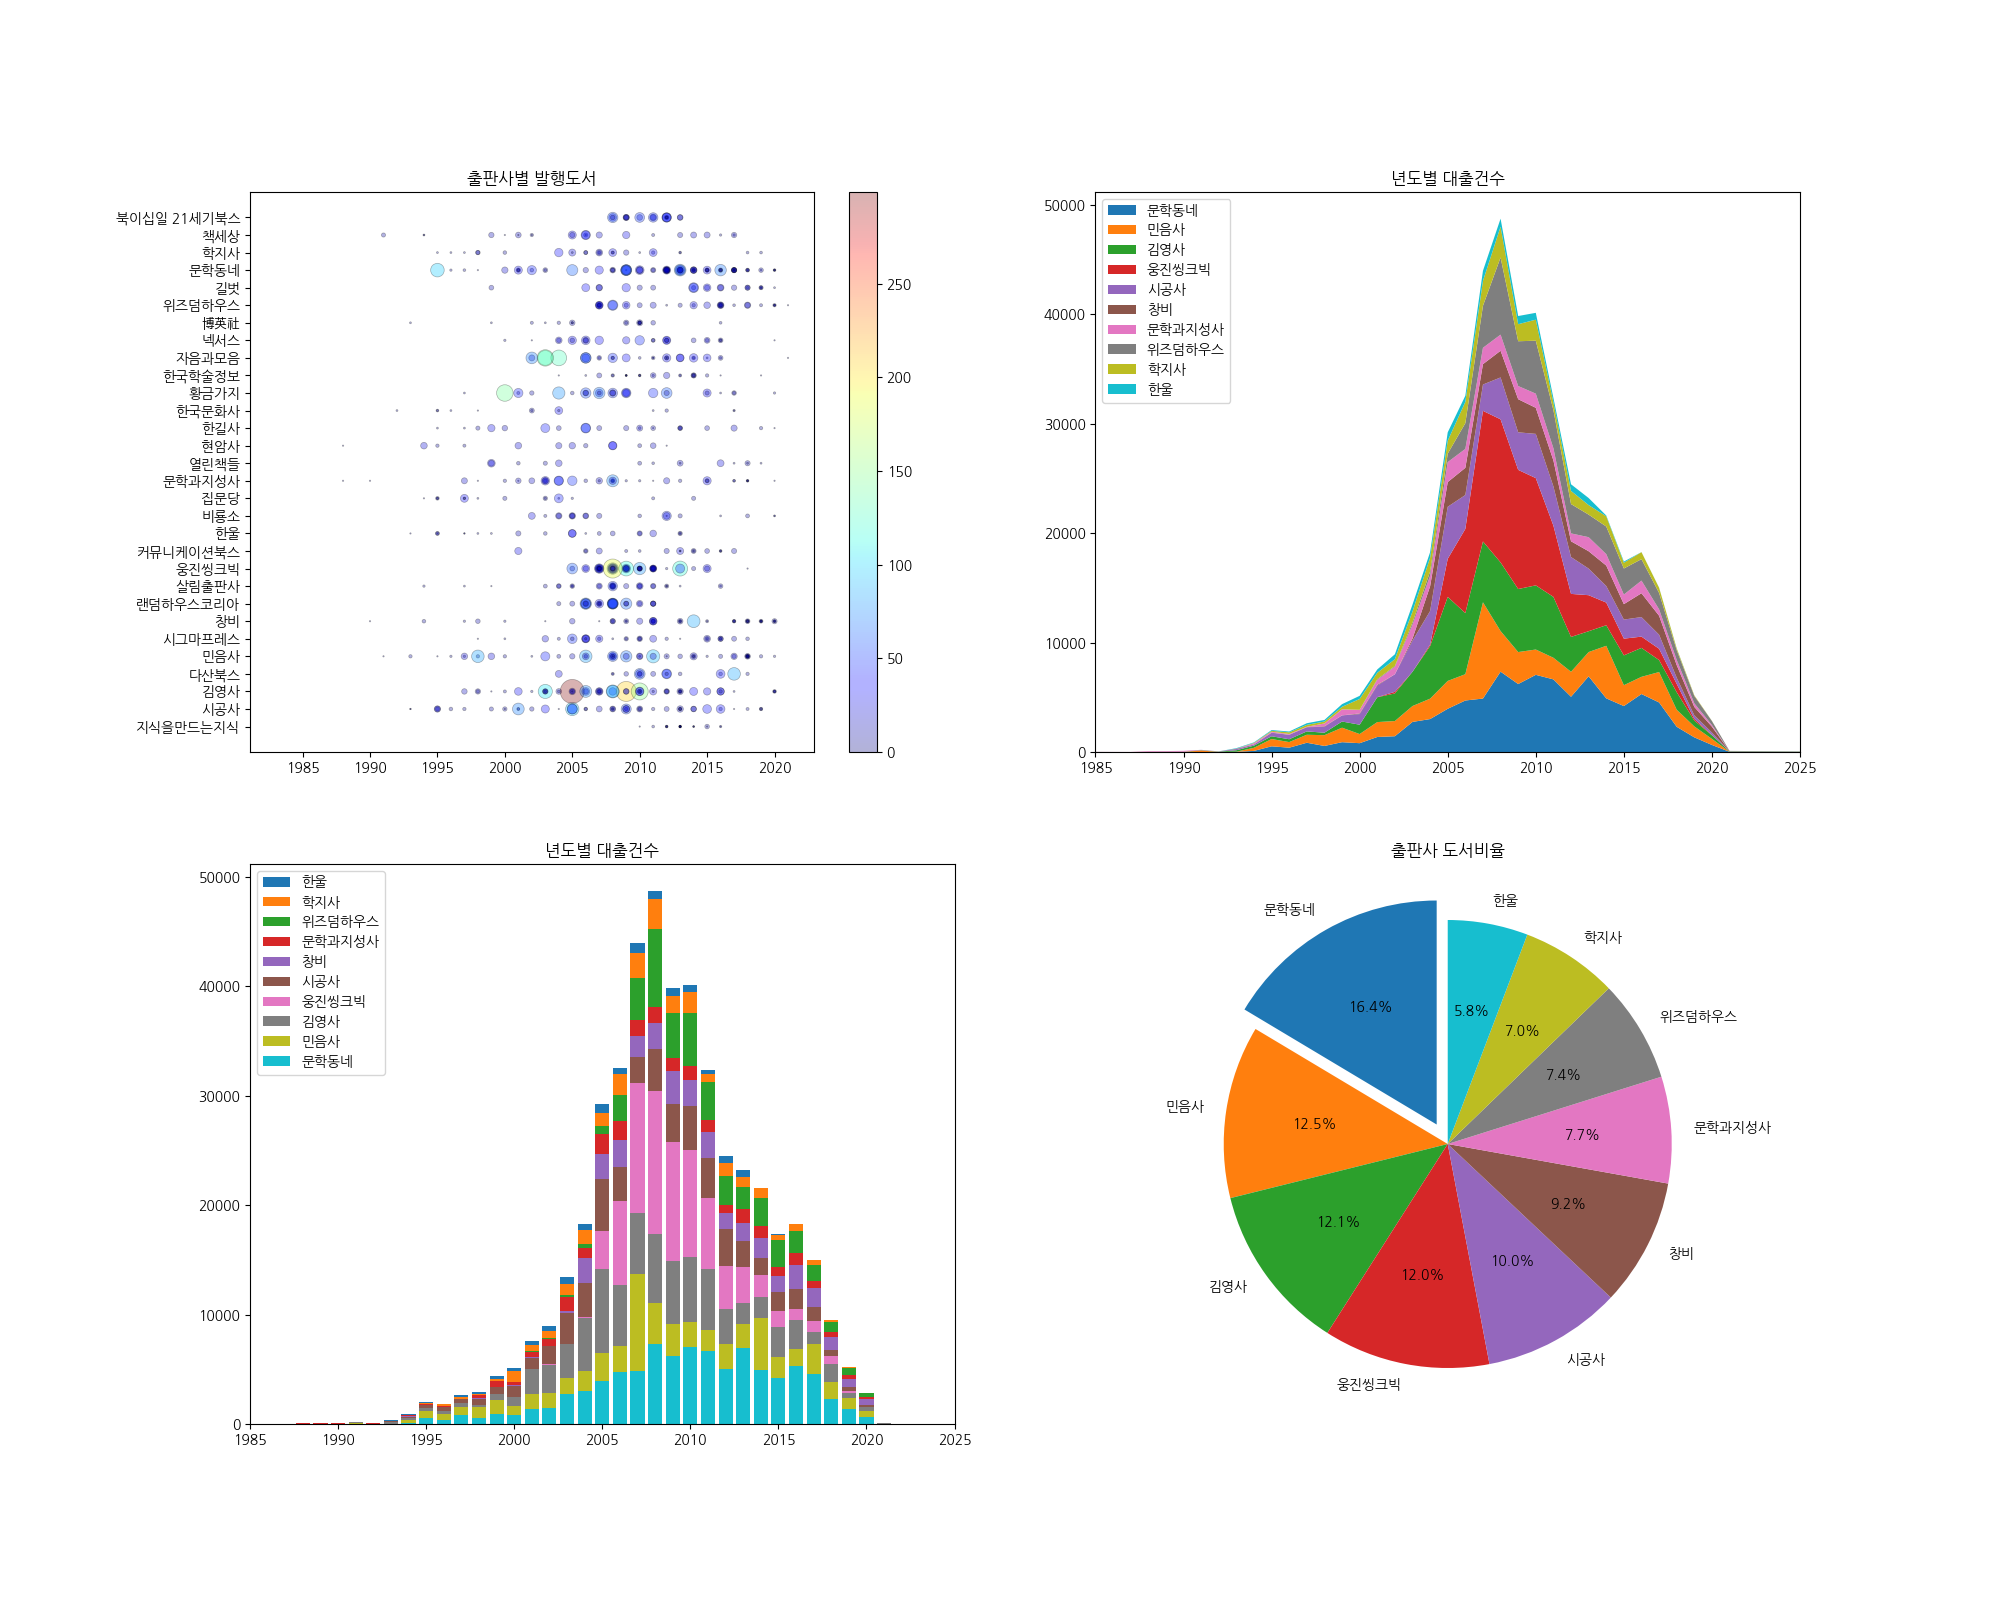 출판사별 발행도서
북이십일 21세기북스
책세상
학지사
문학동네
길벗
위즈덤하우스
博英社
넥서스
자음과모음
한국학술정보
황금가지
한국문화사
한길사
현암사
열린책들
문학과지성사
집문당
비룡소
한울
커뮤니케이션북스
웅진씽크빅
살림출판사
랜덤하우스코리아
창비
시그마프레스
민음사
다산북스
김영사
시공사
지식을만드는지식
1985 1990 1995 2000 2005 2010 2015 2020
250
200
150
100
50
0
년도별 대출건수
50000
40000
30000
20000
10000
0
문학동네
민음사
김영사
웅진씽크빅
시공사
창비
문학과지성사
위즈덤하우스
학지사
한울
1985 1990 1995 2000 2005 2010 2015 2020 2025
년도별 대출건수
50000
40000
30000
20000
10000
0
한울
학지사
위즈덤하우스
문학과지성사
창비
시공사
웅진씽크빅
김영사
민음사
문학동네
1985 1990 1995 2000 2005 2010 2015 2020 2025
출판사 도서비율
문학동네
16.4%
민음사
12.5%
김영사
12.1%
웅진씽크빅
12.0%
시공사
10.0%
창비
9.2%
문학과지성사
7.7%
위즈덤하우스
7.4%
학지사
7.0%
한울
5.8%